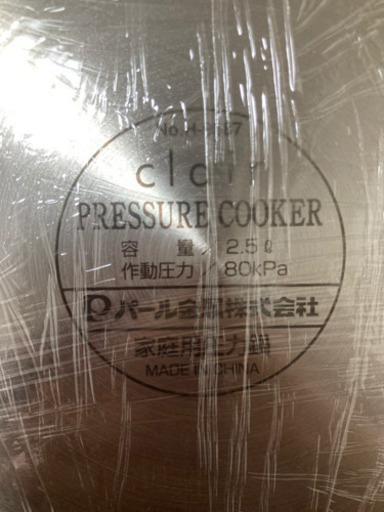 clair
PRESSURE COOKER
容 量／2.5ℓ
作動圧力／80kPa
パール金属株式会社
家庭用圧力鍋
MADE IN CHINA